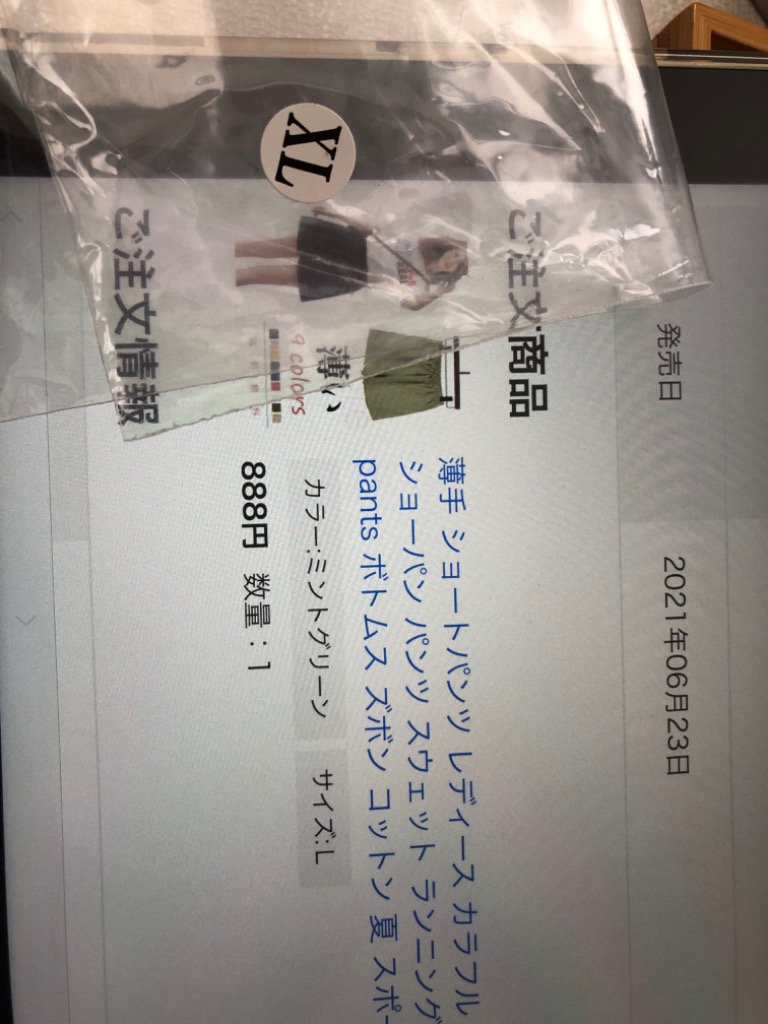 発売日
2021年06月23日
ご注文商品
XL
薄い
9 colors
薄手 ショートパンツ レディース カラフル
ショーパン パンツ スウェット ランニング
pants ボトムス ズボン コットン 夏 スポー
カラー:ミントグリーン
サイズ:L
888円 数量：1
ご注文情報